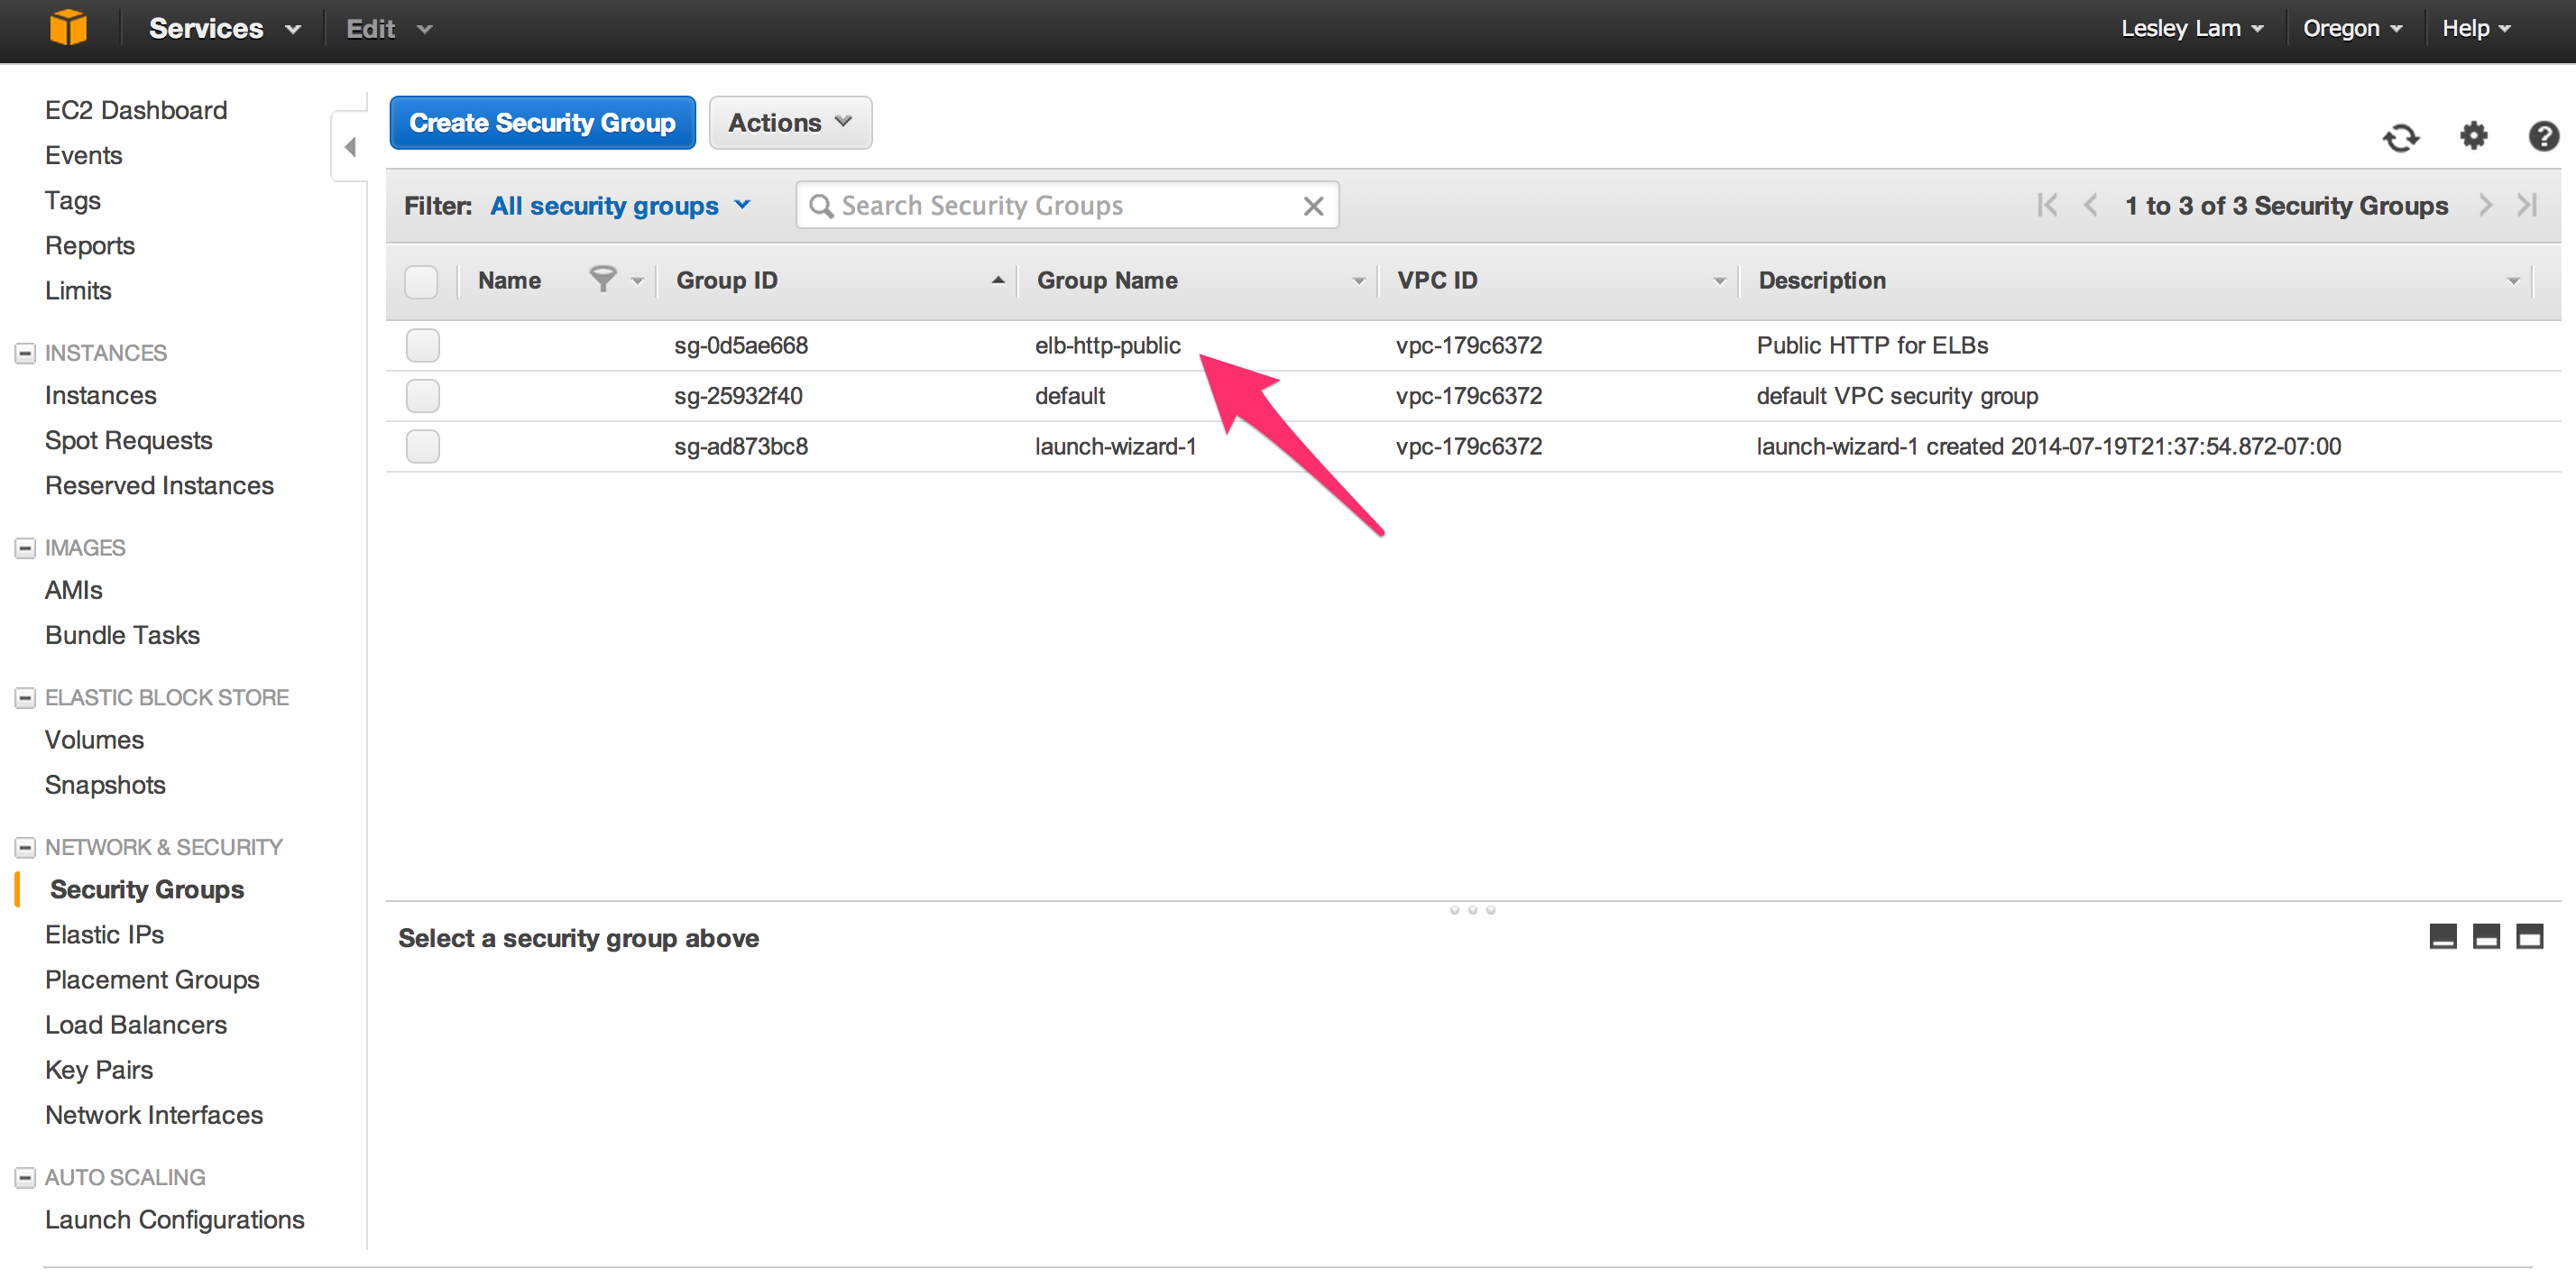 Services Edit Lesley Lam Oregon Help
EC2 Dashboard
Events
Tags
Reports
Limits
INSTANCES
Instances
Spot Requests
Reserved Instances
IMAGES
AMIs
Bundle Tasks
ELASTIC BLOCK STORE
Volumes
Snapshots
NETWORK & SECURITY
Security Groups
Elastic IPs
Placement Groups
Load Balancers
Key Pairs
Network Interfaces
AUTO SCALING
Launch Configurations
Create Security Group Actions
Filter: All security groups Search Security Groups 1 to 3 of 3 Security Groups
Name Group ID Group Name VPC ID Description
sg-0d5ae668 elb-http-public vpc-179c6372 Public HTTP for ELBs
sg-25932f40 default vpc-179c6372 default VPC security group
sg-ad873bc8 launch-wizard-1 vpc-179c6372 launch-wizard-1 created 2014-07-19T21:37:54.872-07:00
Select a security group above